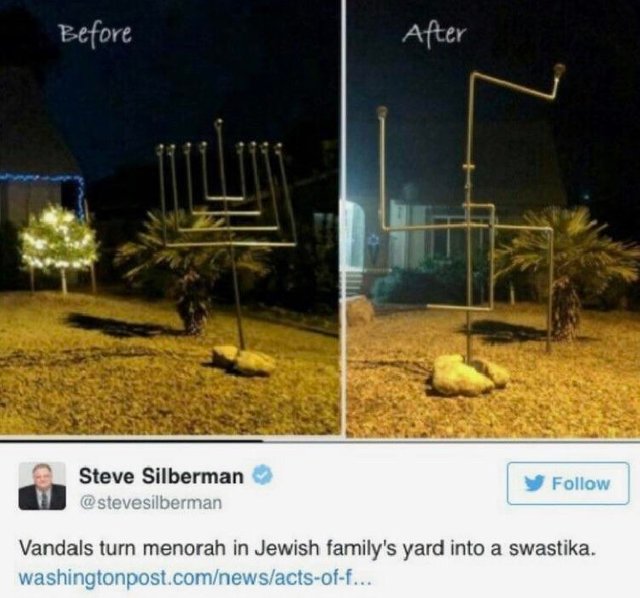 Before
After
Steve Silberman
@stevesilberman
Follow
Vandals turn menorah in Jewish family's yard into a swastika.
washingtonpost.com/news/acts-of-f...